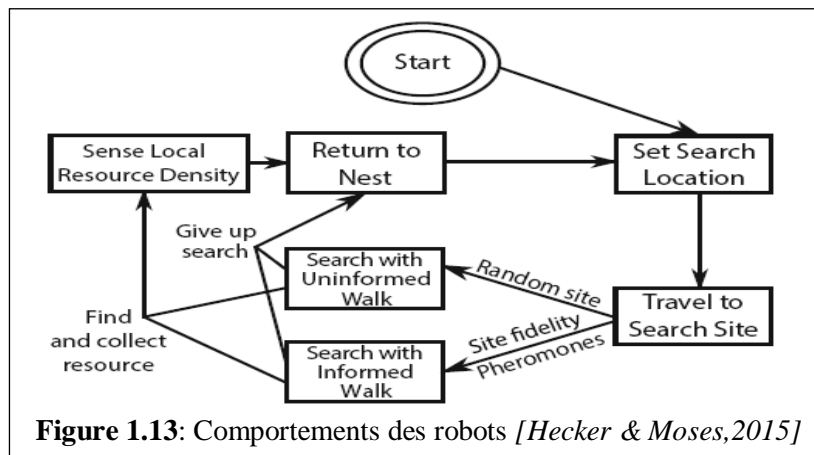 Start
Sense Local
Resource Density
Return to
Nest
Set Search
Location
Give up
search
Search with
Uninformed
Walk
Random site
Travel to
Search Site
Find
and collect
resource
Search with
Informed
Walk
Site fidelity
Pheromones
Figure 1.13: Comportements des robots [Hecker & Moses,2015]